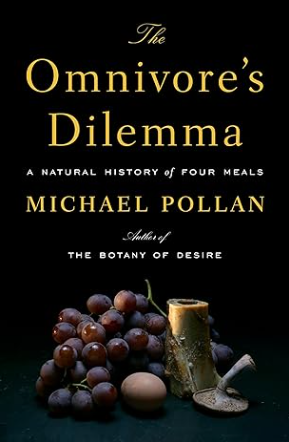 The
Omnivore's
Dilemma
A NATURAL HISTORY of FOUR MEALS
MICHAEL POLLAN
Author of
THE BOTANY OF DESIRE